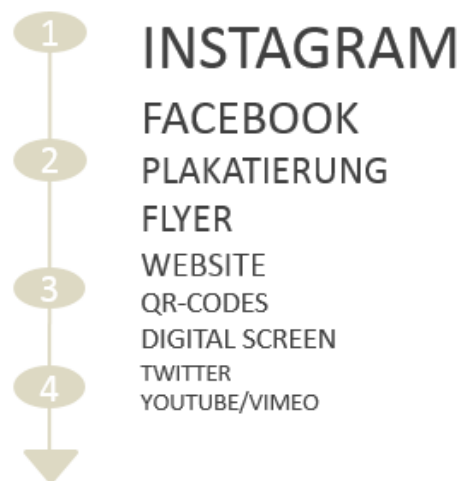 1
INSTAGRAM
FACEBOOK
2
PLAKATIERUNG
FLYER
WEBSITE
3
QR-CODES
DIGITAL SCREEN
TWITTER
4
YOUTUBE/VIMEO